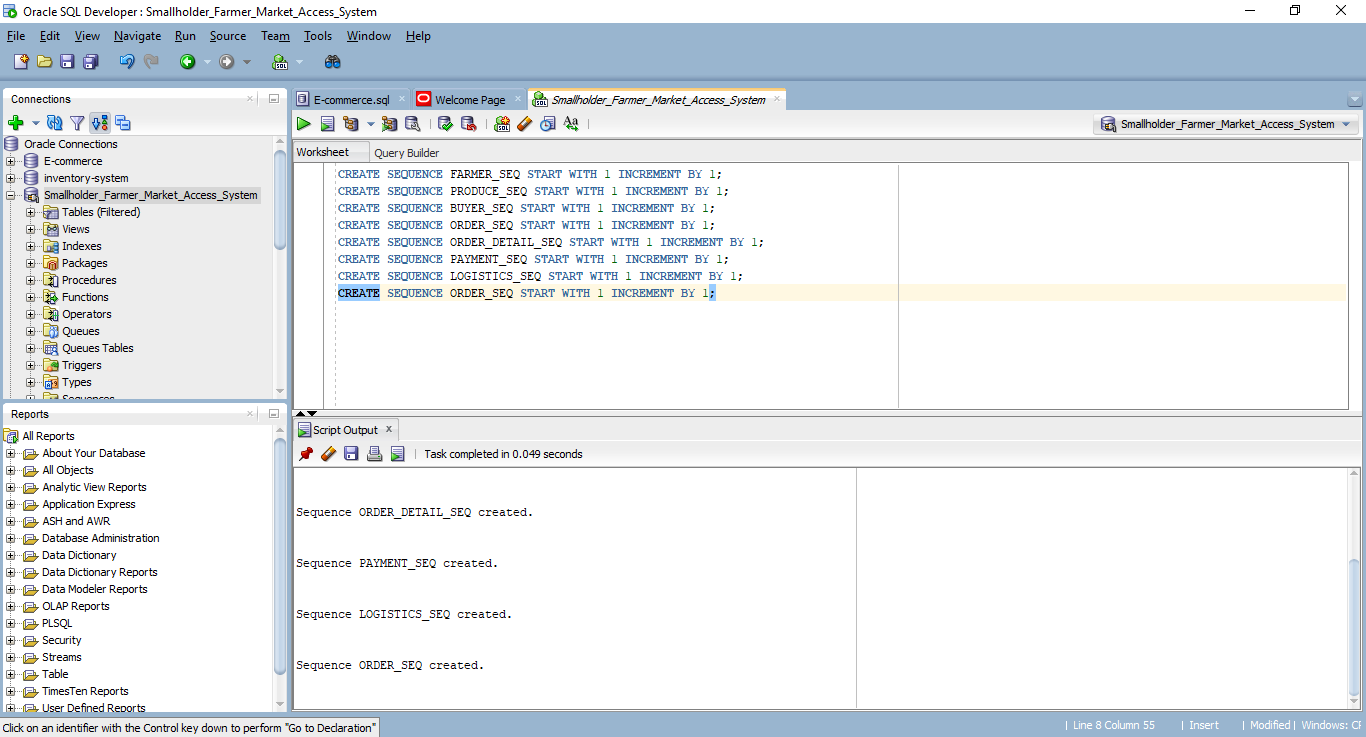 Oracle SQL Developer : Smallholder_Farmer_Market_Access_System
File Edit View Navigate Run Source Team Tools Window Help
Connections
Oracle Connections
E-commerce
inventory-system
Smallholder_Farmer_Market_Access_System
Tables (Filtered)
Views
Indexes
Packages
Procedures
Functions
Operators
Queues
Queues Tables
Triggers
Types
Sequences
Reports
All Reports
About Your Database
All Objects
Analytic View Reports
Application Express
ASH and AWR
Database Administration
Data Dictionary
Data Dictionary Reports
Data Modeler Reports
OLAP Reports
PLSQL
Security
Streams
Table
TimesTen Reports
User Defined Reports
E-commerce.sql Welcome Page Smallholder_Farmer_Market_Access_System
Smallholder_Farmer_Market_Access_System
Worksheet Query Builder
CREATE SEQUENCE FARMER_SEQ START WITH 1 INCREMENT BY 1;
CREATE SEQUENCE PRODUCE_SEQ START WITH 1 INCREMENT BY 1;
CREATE SEQUENCE BUYER_SEQ START WITH 1 INCREMENT BY 1;
CREATE SEQUENCE ORDER_SEQ START WITH 1 INCREMENT BY 1;
CREATE SEQUENCE ORDER_DETAIL_SEQ START WITH 1 INCREMENT BY 1;
CREATE SEQUENCE PAYMENT_SEQ START WITH 1 INCREMENT BY 1;
CREATE SEQUENCE LOGISTICS_SEQ START WITH 1 INCREMENT BY 1;
CREATE SEQUENCE ORDER_SEQ START WITH 1 INCREMENT BY 1;
Script Output
Task completed in 0.049 seconds
Sequence ORDER_DETAIL_SEQ created.
Sequence PAYMENT_SEQ created.
Sequence LOGISTICS_SEQ created.
Sequence ORDER_SEQ created.
Click on an identifier with the Control key down to perform "Go to Declaration"
| Line 8 Column 55 | Insert | Modified | Windows: CF